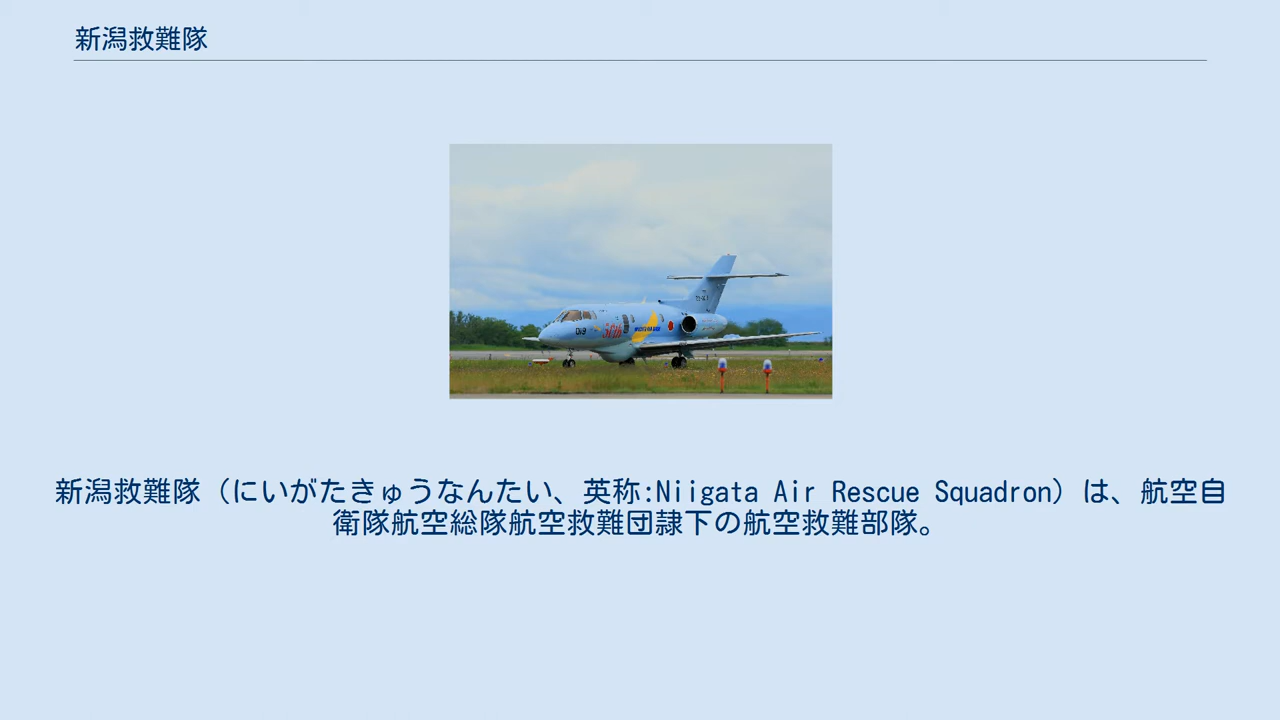 新潟救難隊
新潟救難隊（にいがたきゅうなんたい、英称:Niigata Air Rescue Squadron）は、航空自
衛隊航空総隊航空救難団隷下の航空救難部隊。